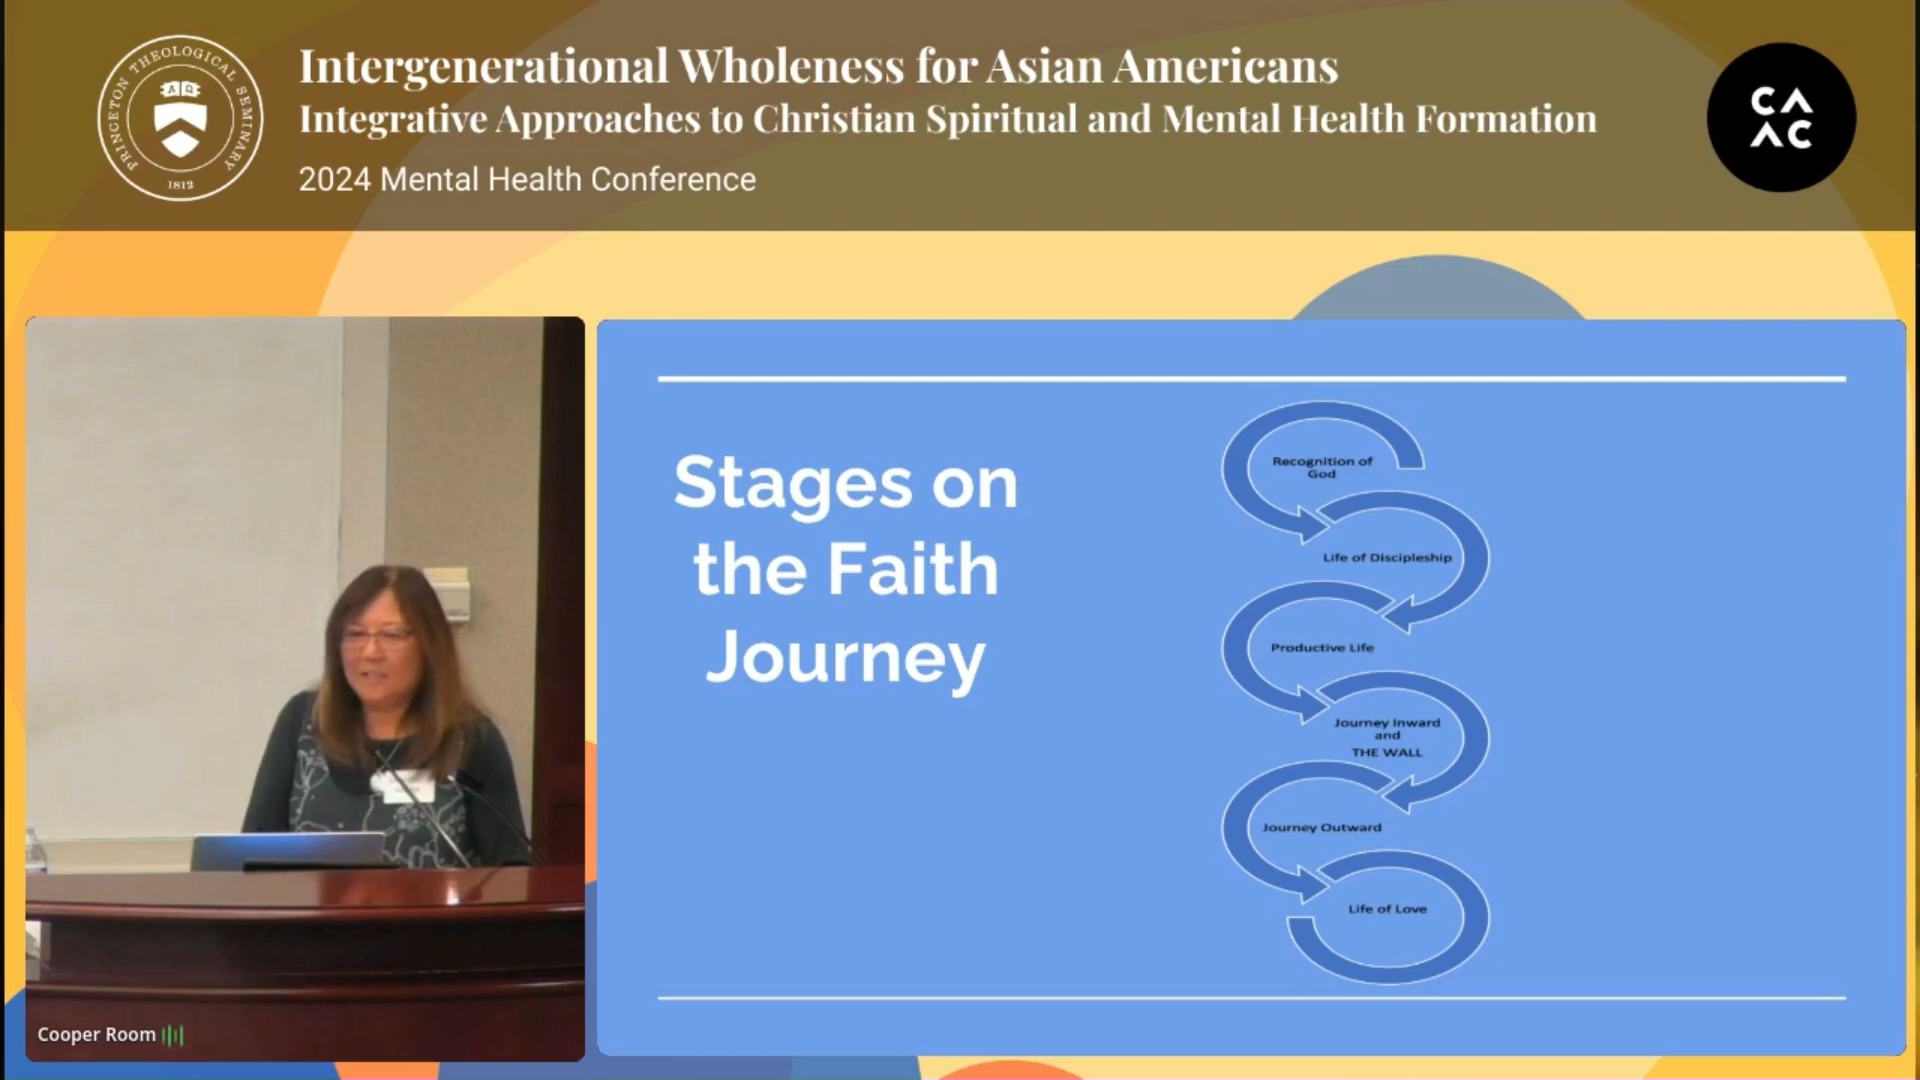 PRINCETON THEOLOGICAL SEMINARY
1812
Intergenerational Wholeness for Asian Americans
Integrative Approaches to Christian Spiritual and Mental Health Formation
2024 Mental Health Conference
CA
AC
Stages on
the Faith
Journey
Recognition of
God
Life of Discipleship
Productive Life
Journey Inward
and
THE WALL
Journey Outward
Life of Love
Cooper Room